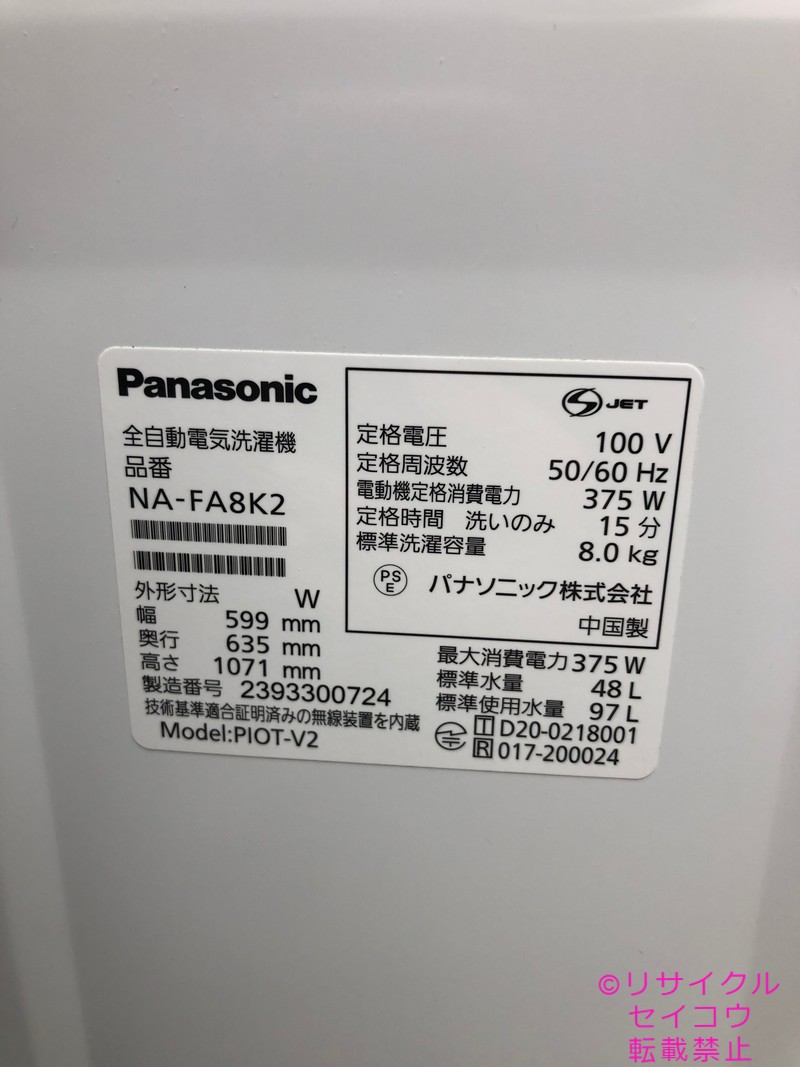 Panasonic
全自動電気洗濯機
品番
NA-FA8K2
外形寸法 W
幅 599 mm
奥行 635 mm
高さ 1071 mm
製造番号 2393300724
技術基準適合証明済みの無線装置を内蔵
Model:PIOT-V2
S JET
定格電圧 100 V
定格周波数 50/60 Hz
電動機定格消費電力 375 W
定格時間 洗いのみ 15 分
標準洗濯容量 8.0 kg
PS
E
パナソニック株式会社
中国製
最大消費電力 375 W
標準水量 48 L
標準使用水量 97 L
T D20-0218001
R 017-200024
©リサイクル
セイコウ
転載禁止